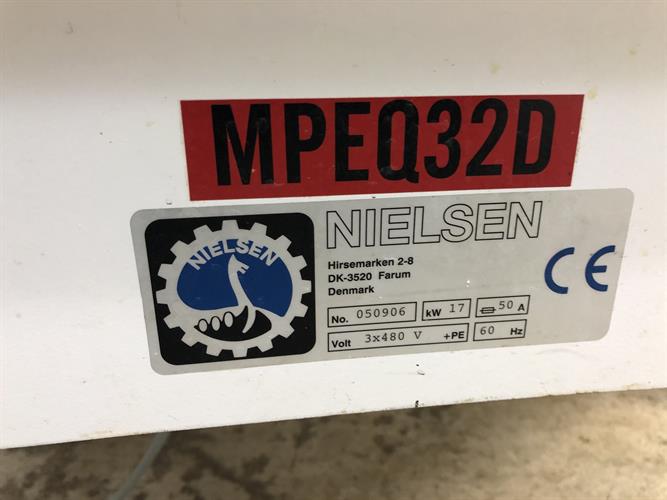 MPEQ32D
NIELSEN
NIELSEN
Hirsemarken 2-8
DK-3520 Farum
Denmark
CE
No. 050906 kW 17 50 A
Volt 3x480 V +PE 60 Hz